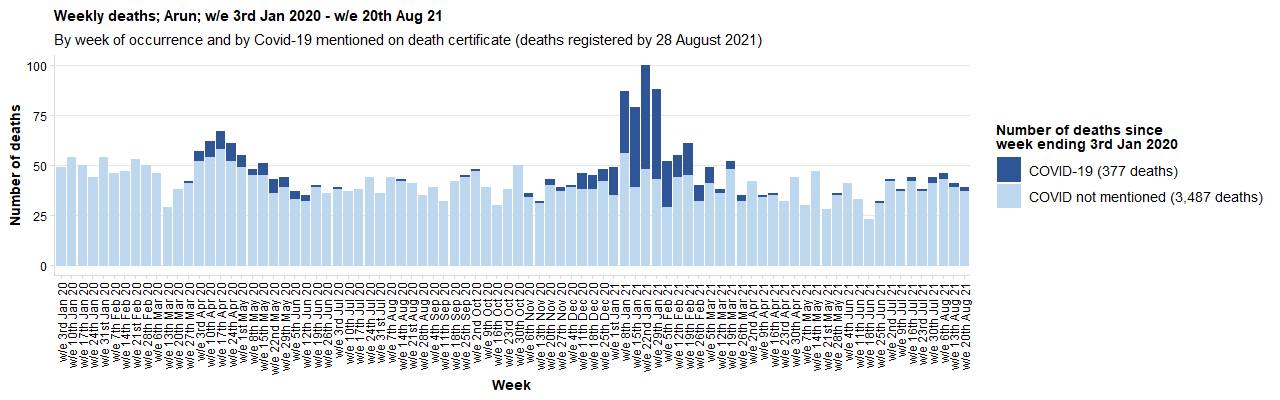 Weekly deaths; Arun; w/e 3rd Jan 2020 - w/e 20th Aug 21
By week of occurrence and by Covid-19 mentioned on death certificate (deaths registered by 28 August 2021)
Number of deaths
100
75
50
25
0
w/e 3rd Jan 20
w/e 10th Jan 20
w/e 17th Jan 20
w/e 24th Jan 20
w/e 31st Jan 20
w/e 7th Feb 20
w/e 14th Feb 20
w/e 21st Feb 20
w/e 28th Feb 20
w/e 6th Mar 20
w/e 13th Mar 20
w/e 20th Mar 20
w/e 27th Mar 20
w/e 3rd Apr 20
w/e 10th Apr 20
w/e 17th Apr 20
w/e 24th Apr 20
w/e 1st May 20
w/e 8th May 20
w/e 15th May 20
w/e 22nd May 20
w/e 29th May 20
w/e 5th Jun 20
w/e 12th Jun 20
w/e 19th Jun 20
w/e 26th Jun 20
w/e 3rd Jul 20
w/e 10th Jul 20
w/e 17th Jul 20
w/e 24th Jul 20
w/e 31st Jul 20
w/e 7th Aug 20
w/e 14th Aug 20
w/e 21st Aug 20
w/e 28th Aug 20
w/e 4th Sep 20
w/e 11th Sep 20
w/e 18th Sep 20
w/e 25th Sep 20
w/e 2nd Oct 20
w/e 9th Oct 20
w/e 16th Oct 20
w/e 23rd Oct 20
w/e 30th Oct 20
w/e 6th Nov 20
w/e 13th Nov 20
w/e 20th Nov 20
w/e 27th Nov 20
w/e 4th Dec 20
w/e 11th Dec 20
w/e 18th Dec 20
w/e 25th Dec 20
w/e 1st Jan 21
w/e 8th Jan 21
w/e 15th Jan 21
w/e 22nd Jan 21
w/e 29th Jan 21
w/e 5th Feb 21
w/e 12th Feb 21
w/e 19th Feb 21
w/e 26th Feb 21
w/e 5th Mar 21
w/e 12th Mar 21
w/e 19th Mar 21
w/e 26th Mar 21
w/e 2nd Apr 21
w/e 9th Apr 21
w/e 16th Apr 21
w/e 23rd Apr 21
w/e 30th Apr 21
w/e 7th May 21
w/e 14th May 21
w/e 21st May 21
w/e 28th May 21
w/e 4th Jun 21
w/e 11th Jun 21
w/e 18th Jun 21
w/e 25th Jun 21
w/e 2nd Jul 21
w/e 9th Jul 21
w/e 16th Jul 21
w/e 23rd Jul 21
w/e 30th Jul 21
w/e 6th Aug 21
w/e 13th Aug 21
w/e 20th Aug 21
Week
Number of deaths since
week ending 3rd Jan 2020
COVID-19 (377 deaths)
COVID not mentioned (3,487 deaths)